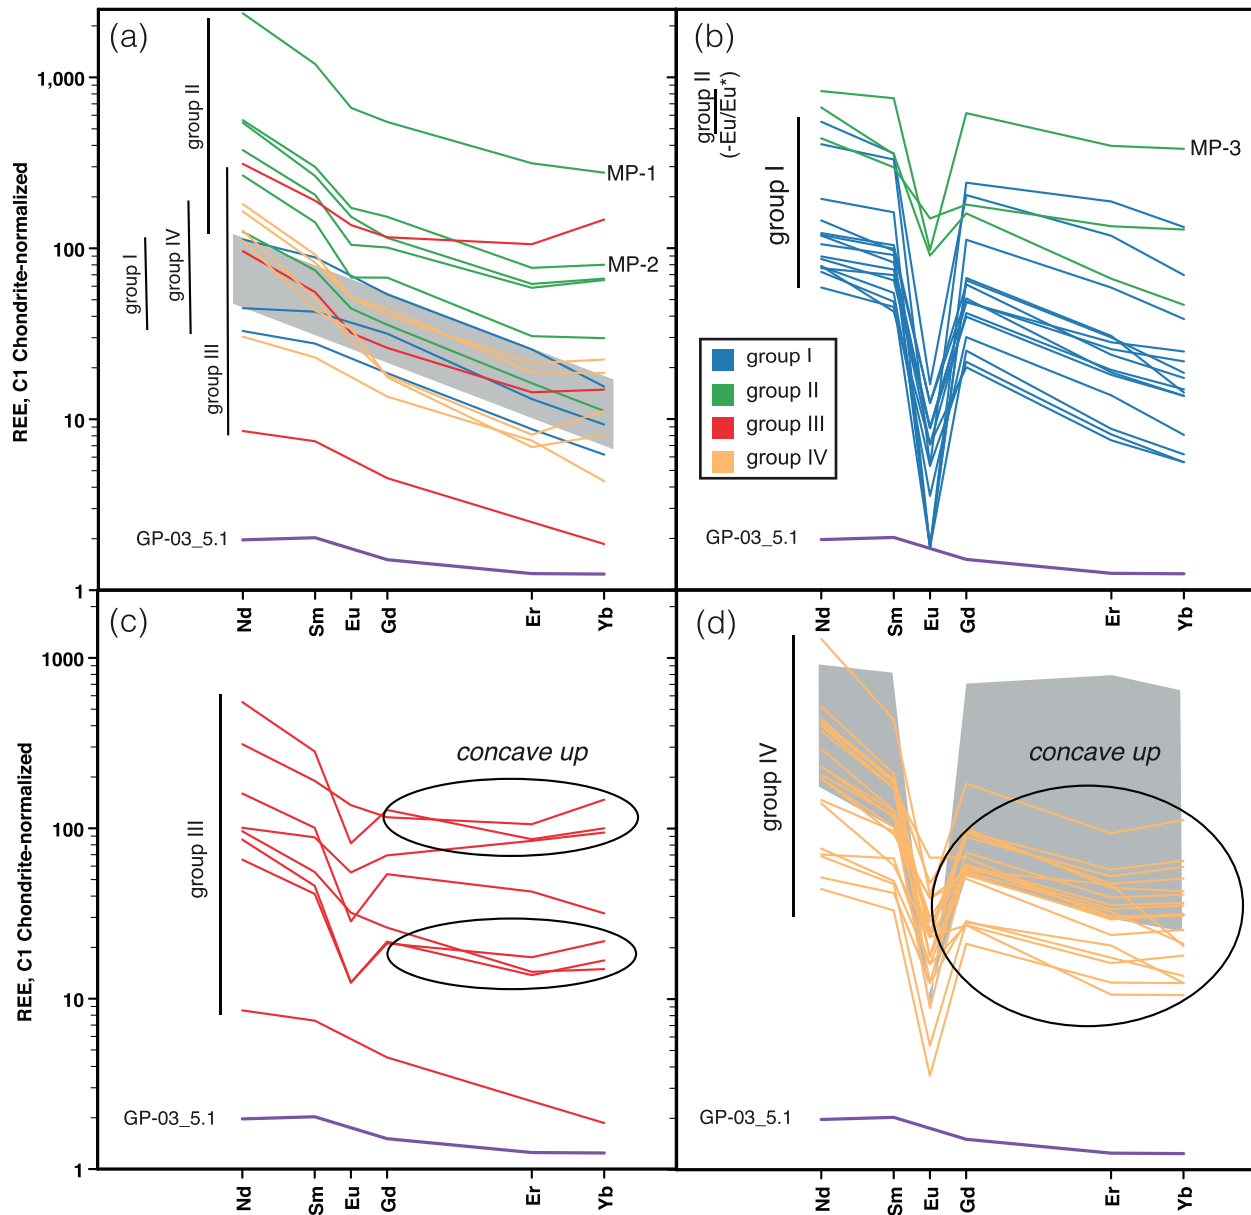 (a)
(b)
REE, C1 Chondrite-normalized
1,000
100
10
1
group II
group I
group IV
group III
MP-1
MP-2
GP-03_5.1
group II
(-Eu/Eu*)
group I
MP-3
group I
group II
group III
group IV
GP-03_5.1
Nd Sm Eu Gd Er Yb
Nd Sm Eu Gd Er Yb
(c)
(d)
REE, C1 Chondrite-normalized
1000
100
10
1
group III
concave up
GP-03_5.1
group IV
concave up
GP-03_5.1
Nd Sm Eu Gd Er Yb
Nd Sm Eu Gd Er Yb